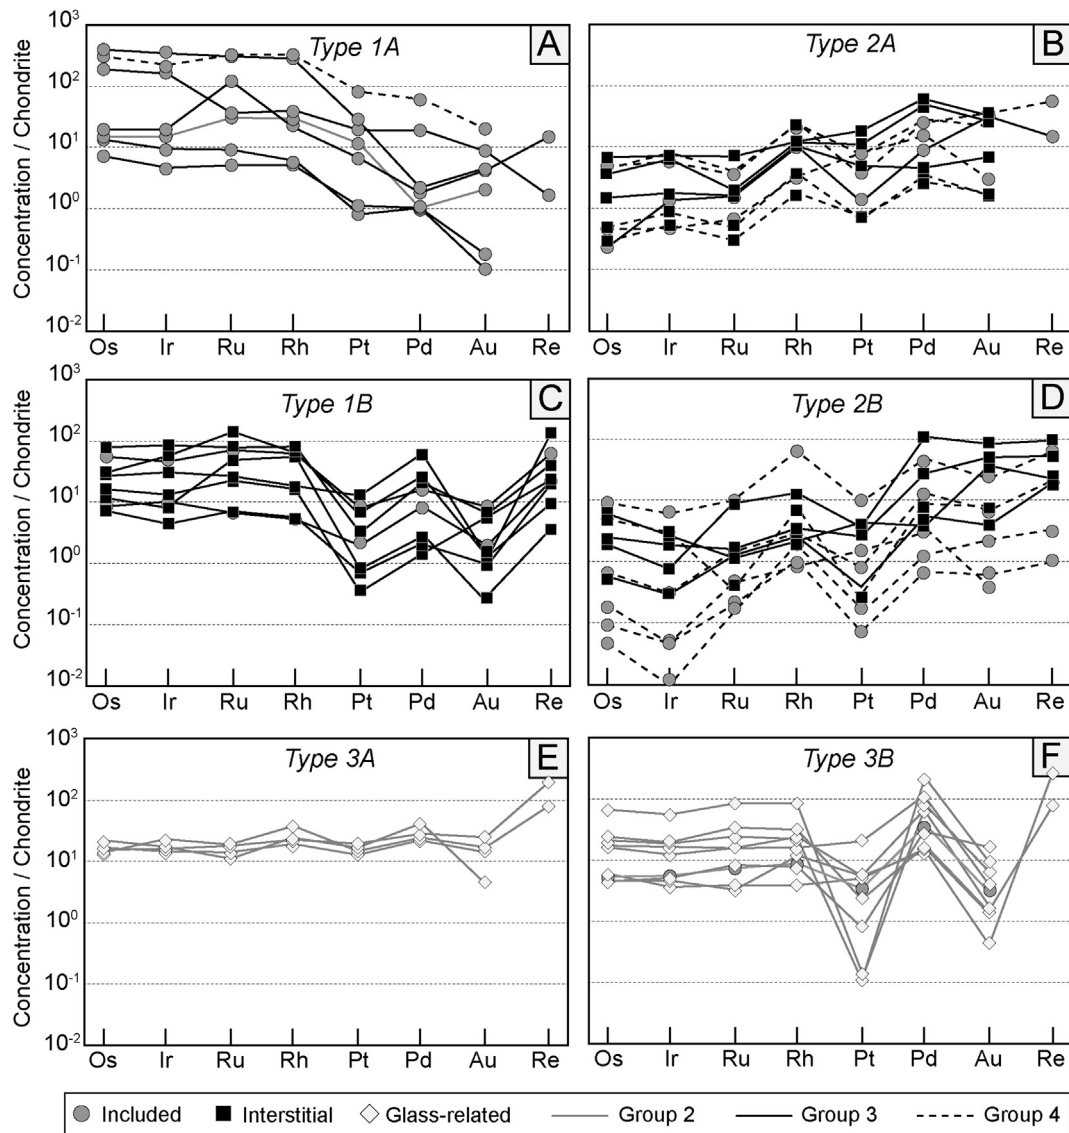 10³
10²
10¹
10⁰
10⁻¹
10⁻²
Concentration / Chondrite
Type 1A
A
Os Ir Ru Rh Pt Pd Au Re
Type 2A
B
Os Ir Ru Rh Pt Pd Au Re
10³
10²
10¹
10⁰
10⁻¹
10⁻²
Concentration / Chondrite
Type 1B
C
Os Ir Ru Rh Pt Pd Au Re
Type 2B
D
Os Ir Ru Rh Pt Pd Au Re
10³
10²
10¹
10⁰
10⁻¹
10⁻²
Concentration / Chondrite
Type 3A
E
Os Ir Ru Rh Pt Pd Au Re
Type 3B
F
Os Ir Ru Rh Pt Pd Au Re
Included Interstitial Glass-related Group 2 Group 3 Group 4